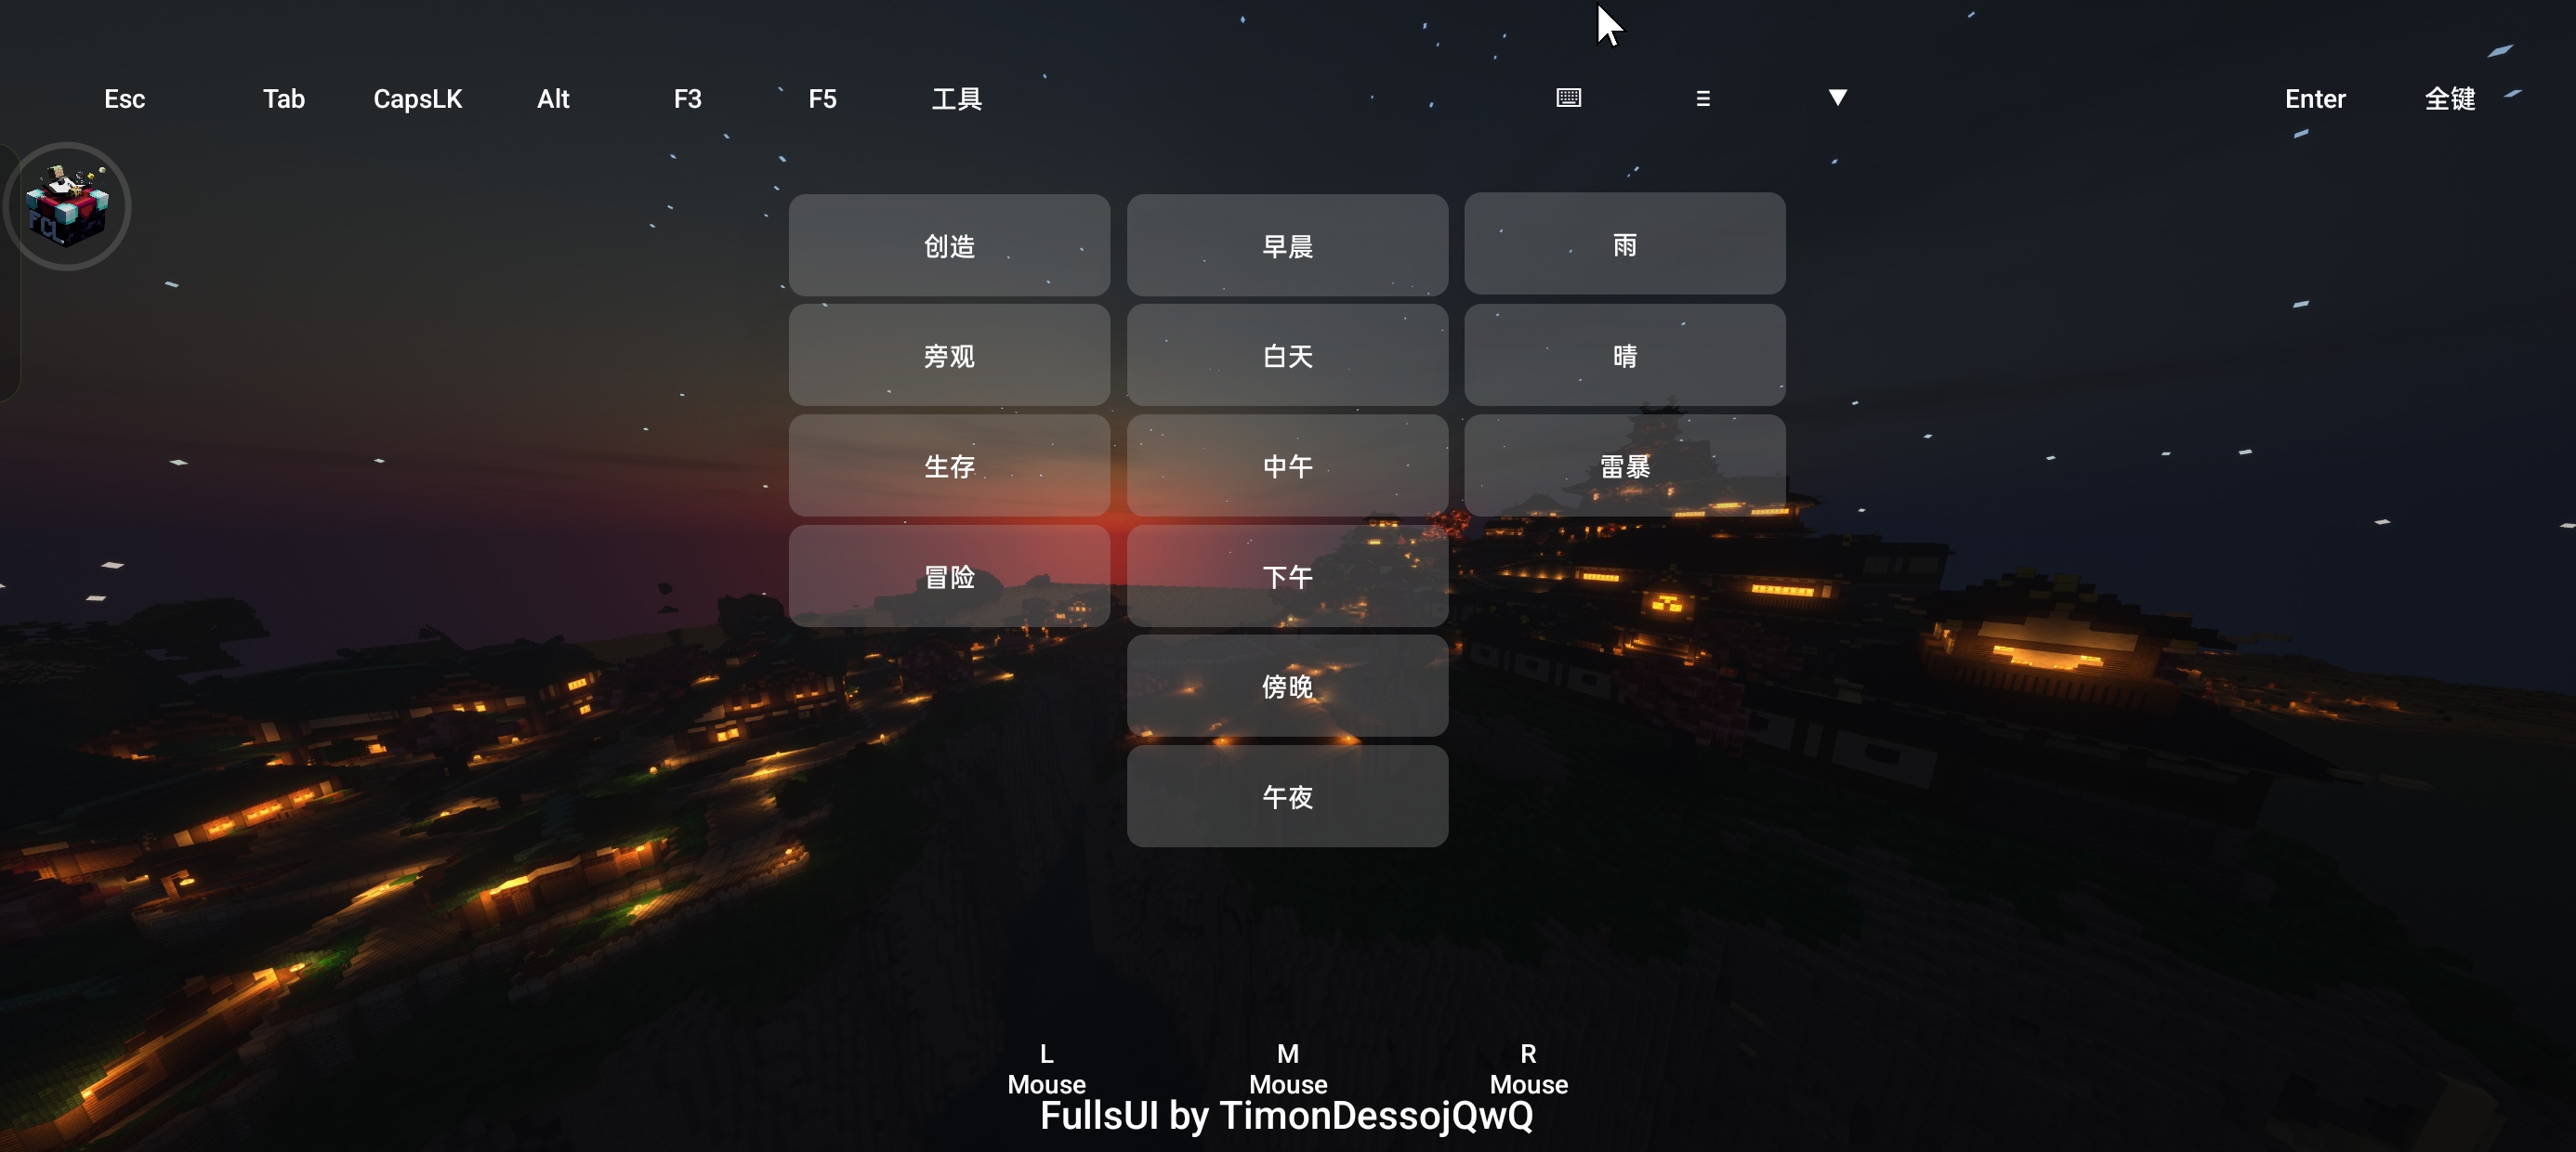 Esc Tab CapsLK Alt F3 F5 工具 Enter 全键
FCL
创造 早晨 雨
旁观 白天 晴
生存 中午 雷暴
冒险 下午
傍晚
午夜
L M R
Mouse Mouse Mouse
FullsUI by TimonDessojQwQ